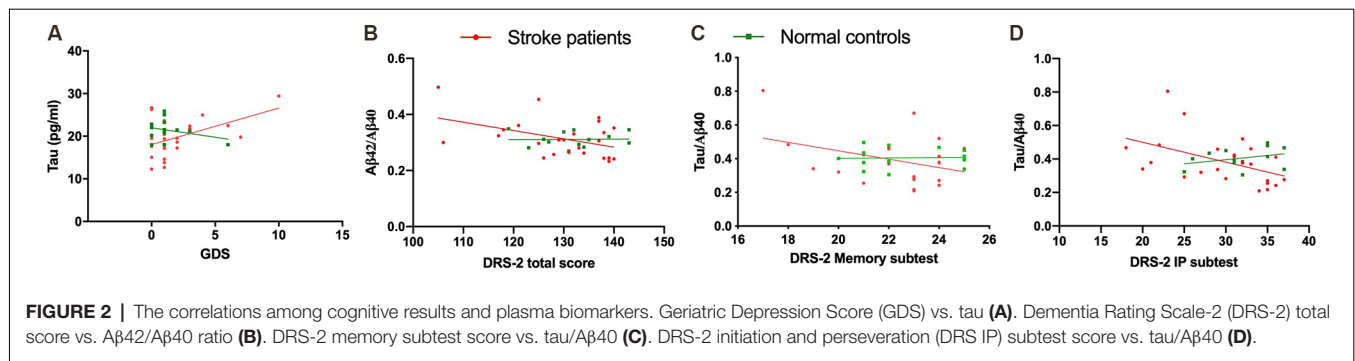 A
B
Stroke patients
C
Normal controls
D
40
30
20
10
0
Tau (pg/ml)
0
5
10
15
GDS
0.6
0.4
0.2
0.0
Aβ42/Aβ40
100
110
120
130
140
150
DRS-2 total score
1.0
0.8
0.6
0.4
0.2
0.0
Tau/Aβ40
16
18
20
22
24
26
DRS-2 Memory subtest
1.0
0.8
0.6
0.4
0.2
0.0
Tau/Aβ40
10
20
30
40
DRS-2 IP subtest
FIGURE 2 | The correlations among cognitive results and plasma biomarkers. Geriatric Depression Score (GDS) vs. tau (A). Dementia Rating Scale-2 (DRS-2) total
score vs. Aβ42/Aβ40 ratio (B). DRS-2 memory subtest score vs. tau/Aβ40 (C). DRS-2 initiation and perseveration (DRS IP) subtest score vs. tau/Aβ40 (D).